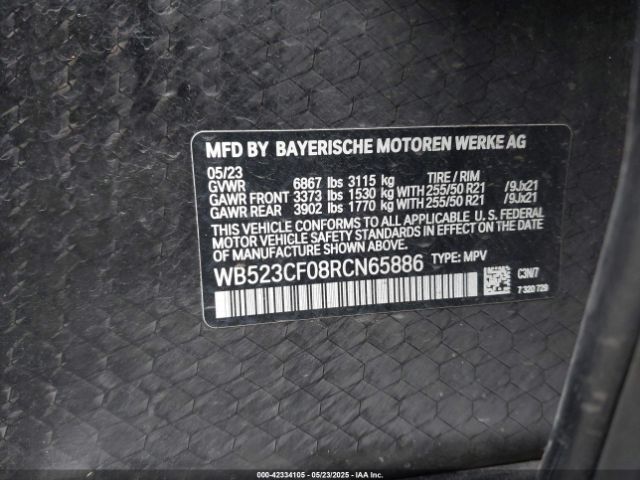 MFD BY BAYERISCHE MOTOREN WERKE AG
05/23
GVWR 6867 lbs 3115 kg TIRE / RIM
GAWR FRONT 3373 lbs 1530 kg WITH 255/50 R21 /9Jx21
GAWR REAR 3902 lbs 1770 kg WITH 255/50 R21 /9Jx21
THIS VEHICLE CONFORMS TO ALL APPLICABLE U.S. FEDERAL
MOTOR VEHICLE SAFETY STANDARDS IN EFFECT ON THE DATE
OF MANUFACTURE SHOWN ABOVE.
WB523CF08RCN65886 TYPE: MPV
C3N/7
7 320 729
000-42334105 - 05/23/2025 - IAA Inc.